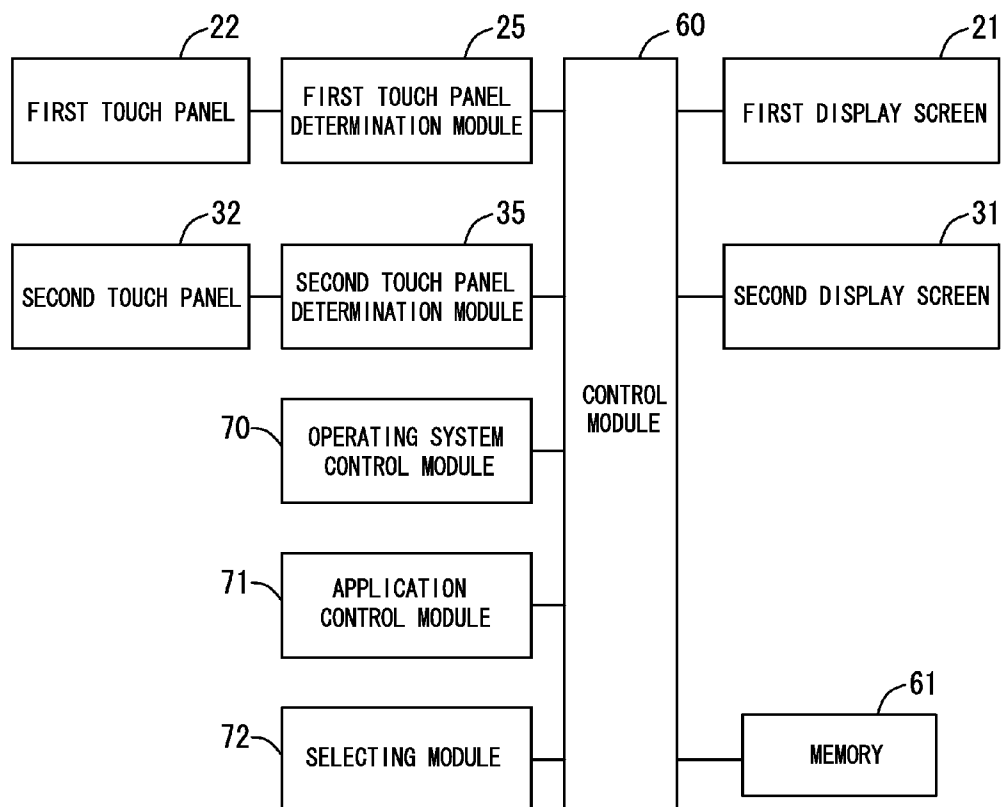 22
25
60
21
FIRST TOUCH PANEL
FIRST TOUCH PANEL
DETERMINATION MODULE
FIRST DISPLAY SCREEN
32
35
31
SECOND TOUCH PANEL
SECOND TOUCH PANEL
DETERMINATION MODULE
SECOND DISPLAY SCREEN
CONTROL
MODULE
70
OPERATING SYSTEM
CONTROL MODULE
71
APPLICATION
CONTROL MODULE
61
72
SELECTING MODULE
MEMORY